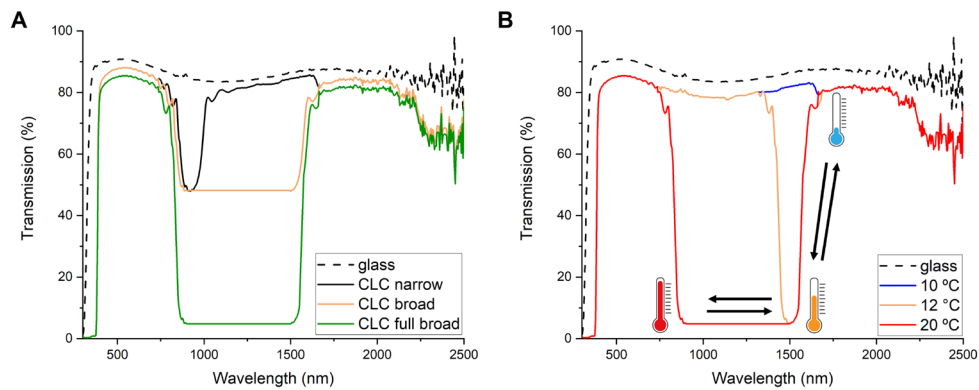 A
B
100
80
60
40
20
0
Transmission (%)
500
1000
1500
2000
2500
Wavelength (nm)
glass
CLC narrow
CLC broad
CLC full broad
100
80
60
40
20
0
Transmission (%)
500
1000
1500
2000
2500
Wavelength (nm)
glass
10 ºC
12 ºC
20 ºC